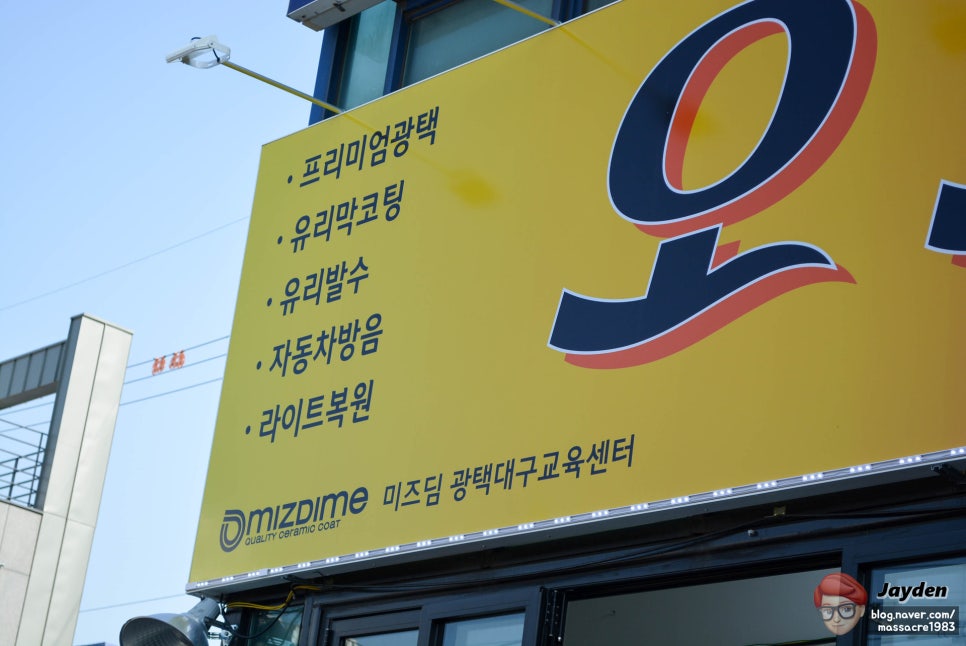 · 프리미엄광택
· 유리막코팅
· 유리발수
· 자동차방음
· 라이트복원
오
MIZDIME 미즈딤 광택대구교육센터
QUALITY CERAMIC COAT
Jayden
blog.naver.com/
massacre1983